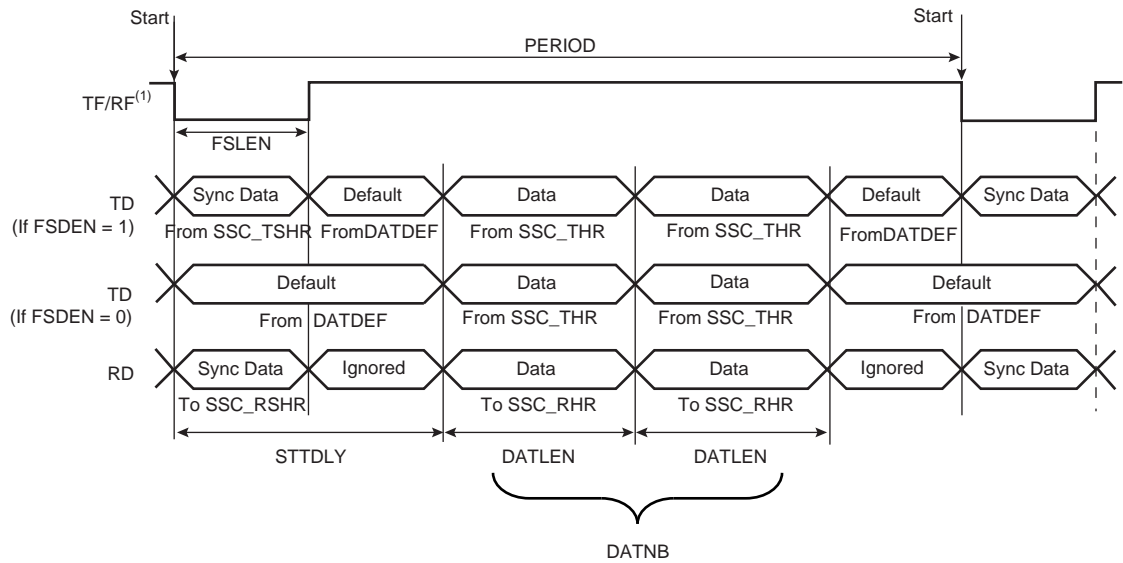 Start
Start
PERIOD
TF/RF(1)
FSLEN
TD
(If FSDEN = 1)
Sync Data
Default
Data
Data
Default
Sync Data
From SSC_TSHR
FromDATDEF
From SSC_THR
From SSC_THR
FromDATDEF
TD
(If FSDEN = 0)
Default
Data
Data
Default
From DATDEF
From SSC_THR
From SSC_THR
From DATDEF
RD
Sync Data
Ignored
Data
Data
Ignored
Sync Data
To SSC_RSHR
To SSC_RHR
To SSC_RHR
STTDLY
DATLEN
DATLEN
DATNB